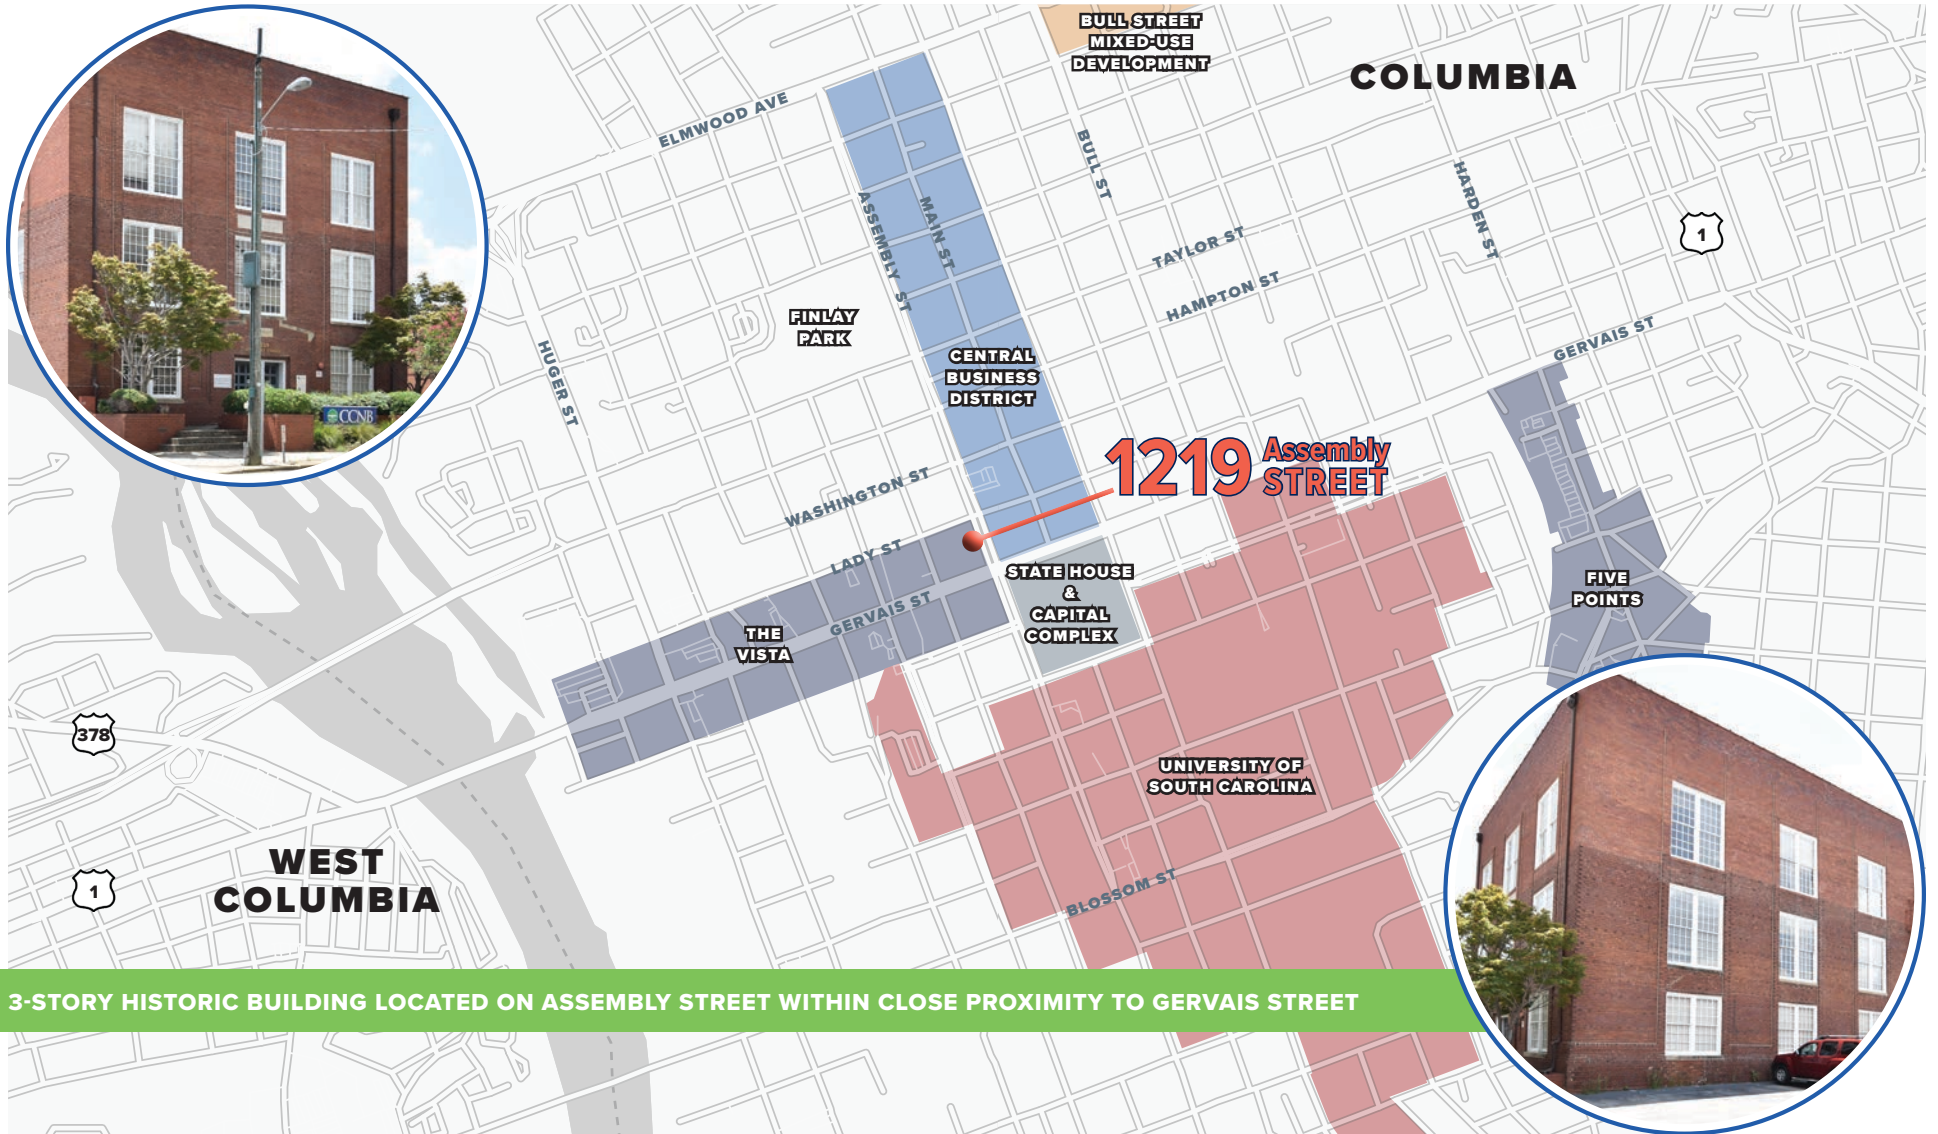 BULL STREET
MIXED-USE
DEVELOPMENT
COLUMBIA
ELMWOOD AVE
BULL ST
HARDEN ST
ASSEMBLY ST
MAIN ST
TAYLOR ST
HAMPTON ST
1
FINLAY
PARK
HUGER ST
CENTRAL
BUSINESS
DISTRICT
GERVAIS ST
CCNB
1219 Assembly
STREET
WASHINGTON ST
LADY ST
STATE HOUSE
&
CAPITAL
COMPLEX
FIVE
POINTS
GERVAIS ST
THE
VISTA
378
UNIVERSITY OF
SOUTH CAROLINA
WEST
COLUMBIA
1
BLOSSOM ST
3-STORY HISTORIC BUILDING LOCATED ON ASSEMBLY STREET WITHIN CLOSE PROXIMITY TO GERVAIS STREET